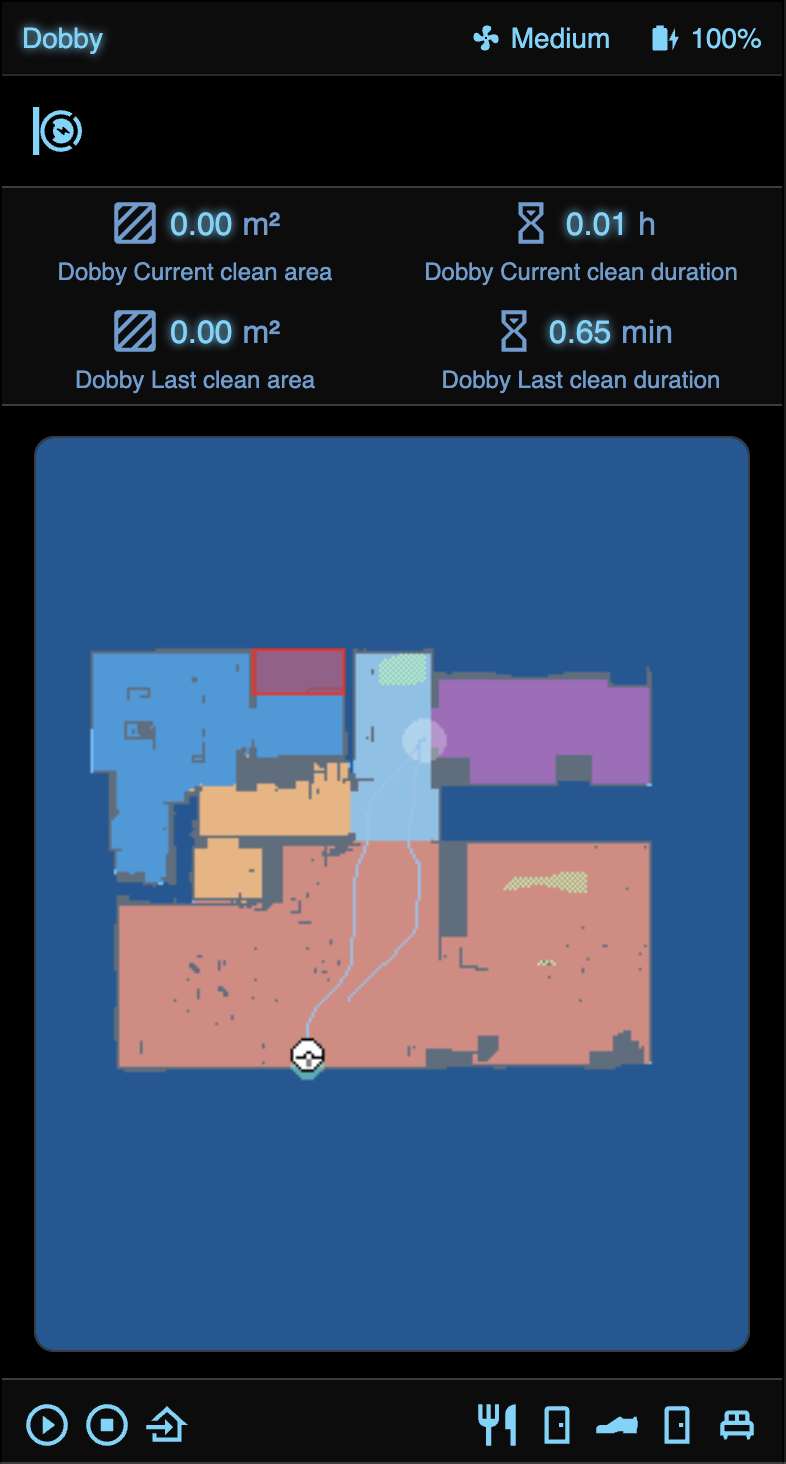 Dobby Medium 100%
0.00 m² 0.01 h
Dobby Current clean area Dobby Current clean duration
0.00 m² 0.65 min
Dobby Last clean area Dobby Last clean duration